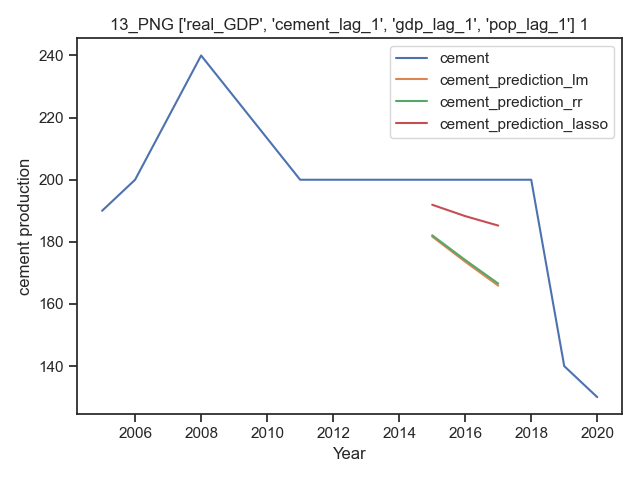 13_PNG ['real_GDP', 'cement_lag_1', 'gdp_lag_1', 'pop_lag_1'] 1
cement
cement_prediction_lm
cement_prediction_rr
cement_prediction_lasso
240
220
200
180
160
140
cement production
2006 2008 2010 2012 2014 2016 2018 2020
Year